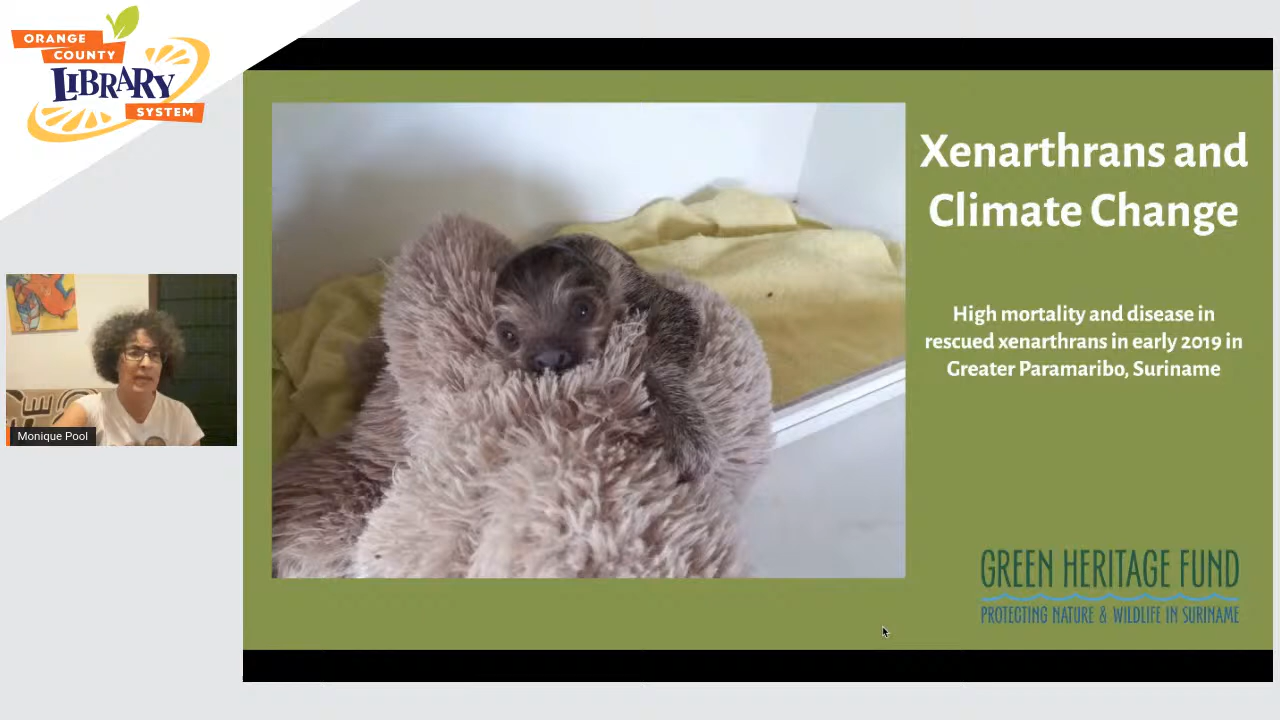 ORANGE
COUNTY
LIBRARY
SYSTEM
Monique Pool
Xenarthrans and
Climate Change
High mortality and disease in
rescued xenarthrans in early 2019 in
Greater Paramaribo, Suriname
GREEN HERITAGE FUND
PROTECTING NATURE & WILDLIFE IN SURINAME